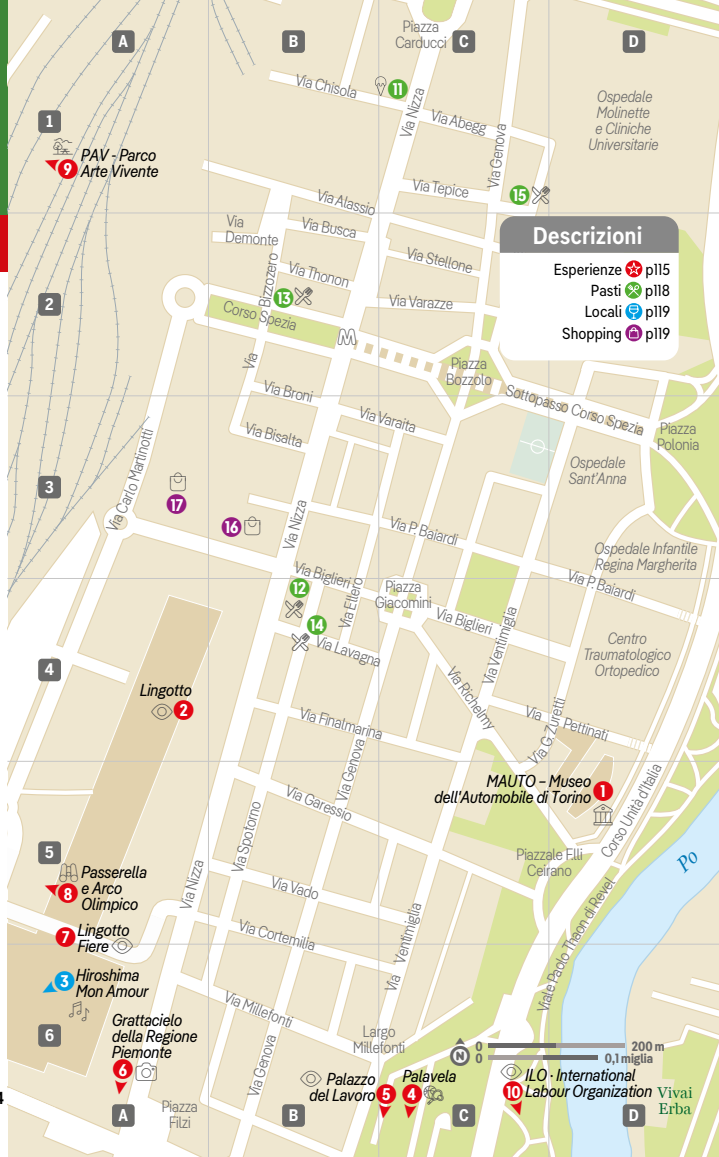 A
B
Piazza
Carducci
C
D
Via Chisola
11
Via Nizza
Via Abegg
Via Genova
Ospedale
Molinette
e Cliniche
Universitarie
1
9
PAV - Parco
Arte Vivente
Via Tepice
15
Via Alassio
Via
Demonte
Via Busca
Via Stellone
Descrizioni
Esperienze p115
Pasti p118
Locali p119
Shopping p119
2
Via Thonon
Bizzozero
Via
13
Corso Spezia
Via Varazze
M
Piazza
Bozzolo
Sottopasso Corso Spezia
Via Broni
Via Varaita
Via Bisalta
Piazza
Polonia
Ospedale
Sant'Anna
3
Via Carlo Martinotti
17
16
Via Nizza
Via P. Baiardi
Ospedale Infantile
Regina Margherita
Via Biglieri
12
Via Ellero
Piazza
Giacomini
Via P. Baiardi
Via Biglieri
Via Ventimiglia
14
Via Lavagna
Centro
Traumatologico
Ortopedico
4
Lingotto
2
Via Richelmy
Via Pettinati
Via G. Zuretti
Via Finalmarina
Via Genova
MAUTO – Museo
dell'Automobile di Torino
1
Corso Unità d'Italia
Via Garessio
Via Spotorno
5
Piazzale F.lli
Ceirano
Po
Passerella
e Arco
Olimpico
8
Via Nizza
Via Vado
Viale Paolo Thaon di Revel
7
Lingotto
Fiere
Via Cortemilia
Via Ventimiglia
3
Hiroshima
Mon Amour
Via Millefonti
6
Grattacielo
della Regione
Piemonte
6
Via Genova
Largo
Millefonti
N
0 200 m
0 0,1 miglia
Palazzo
del Lavoro
5
Palavela
4
ILO - International
Labour Organization
10
Vivai
Erba
4
A
Piazza
Filzi
B
C
D